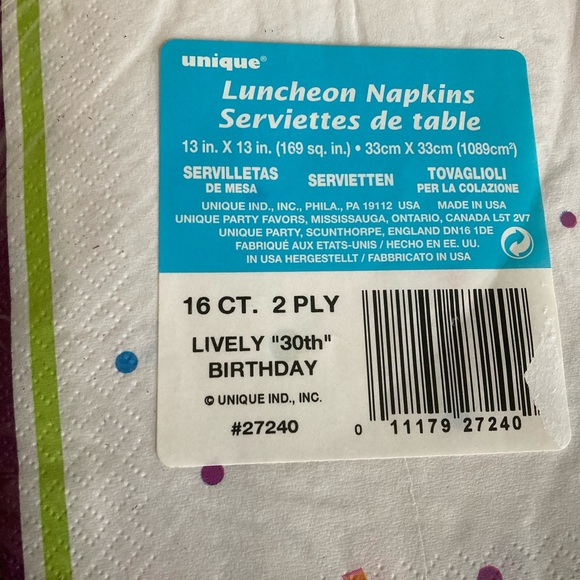 unique®
Luncheon Napkins
Serviettes de table
13 in. X 13 in. (169 sq. in.) • 33cm X 33cm (1089cm²)
SERVILLETAS DE MESA
SERVIETTEN
TOVAGLIOLI PER LA COLAZIONE
UNIQUE IND., INC., PHILA., PA 19112 USA MADE IN USA
UNIQUE PARTY FAVORS, MISSISSAUGA, ONTARIO, CANADA L5T 2V7
UNIQUE PARTY, SCUNTHORPE, ENGLAND DN16 1DE
FABRIQUÉ AUX ETATS-UNIS / HECHO EN EE. UU.
IN USA HERGESTELLT / FABBRICATO IN USA
16 CT. 2 PLY
LIVELY "30th"
BIRTHDAY
© UNIQUE IND., INC.
#27240
0 11179 27240